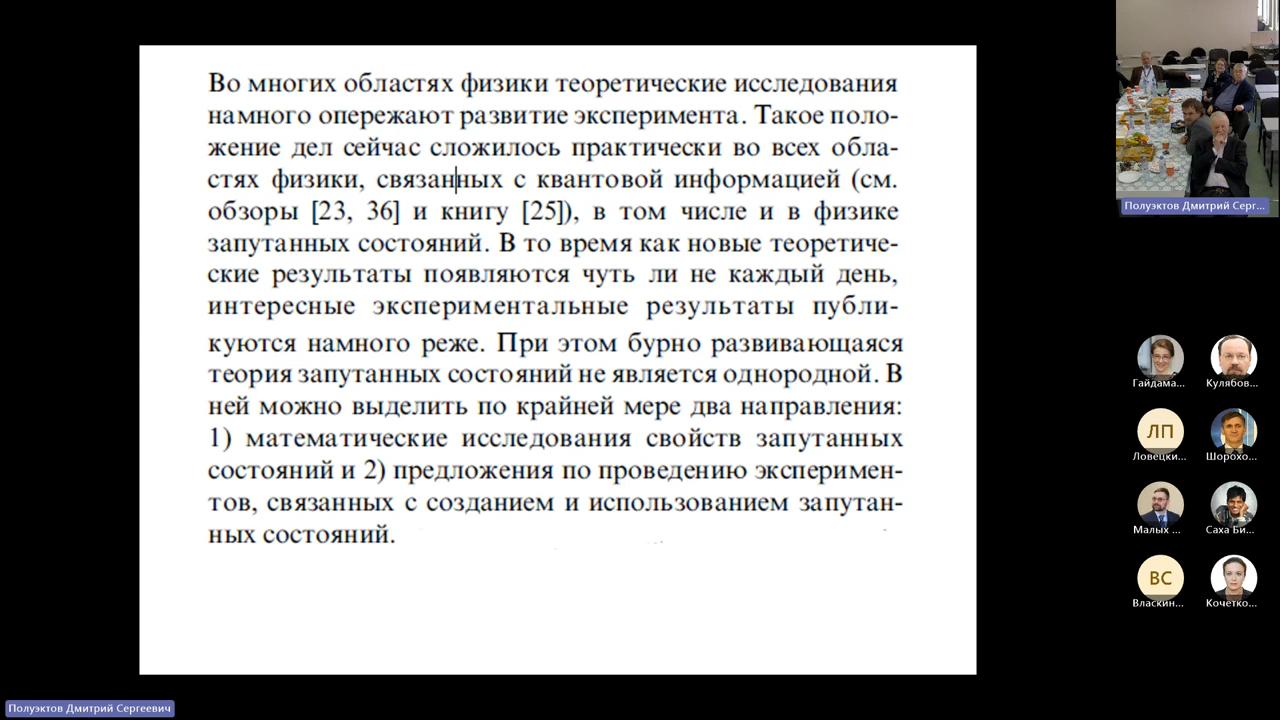 Во многих областях физики теоретические исследования
намного опережают развитие эксперимента. Такое поло-
жение дел сейчас сложилось практически во всех обла-
стях физики, связанных с квантовой информацией (см.
обзоры [23, 36] и книгу [25]), в том числе и в физике
запутанных состояний. В то время как новые теоретиче-
ские результаты появляются чуть ли не каждый день,
интересные экспериментальные результаты публи-
куются намного реже. При этом бурно развивающаяся
теория запутанных состояний не является однородной. В
ней можно выделить по крайней мере два направления:
1) математические исследования свойств запутанных
состояний и 2) предложения по проведению эксперимен-
тов, связанных с созданием и использованием запутан-
ных состояний.
Полуэктов Дмитрий Серг...
Гайдама...
Кулябов...
ЛП
Ловецки...
Шорохо...
Малых ...
Саха Би...
ВС
Власкин...
Кочетко...
Полуэктов Дмитрий Сергеевич